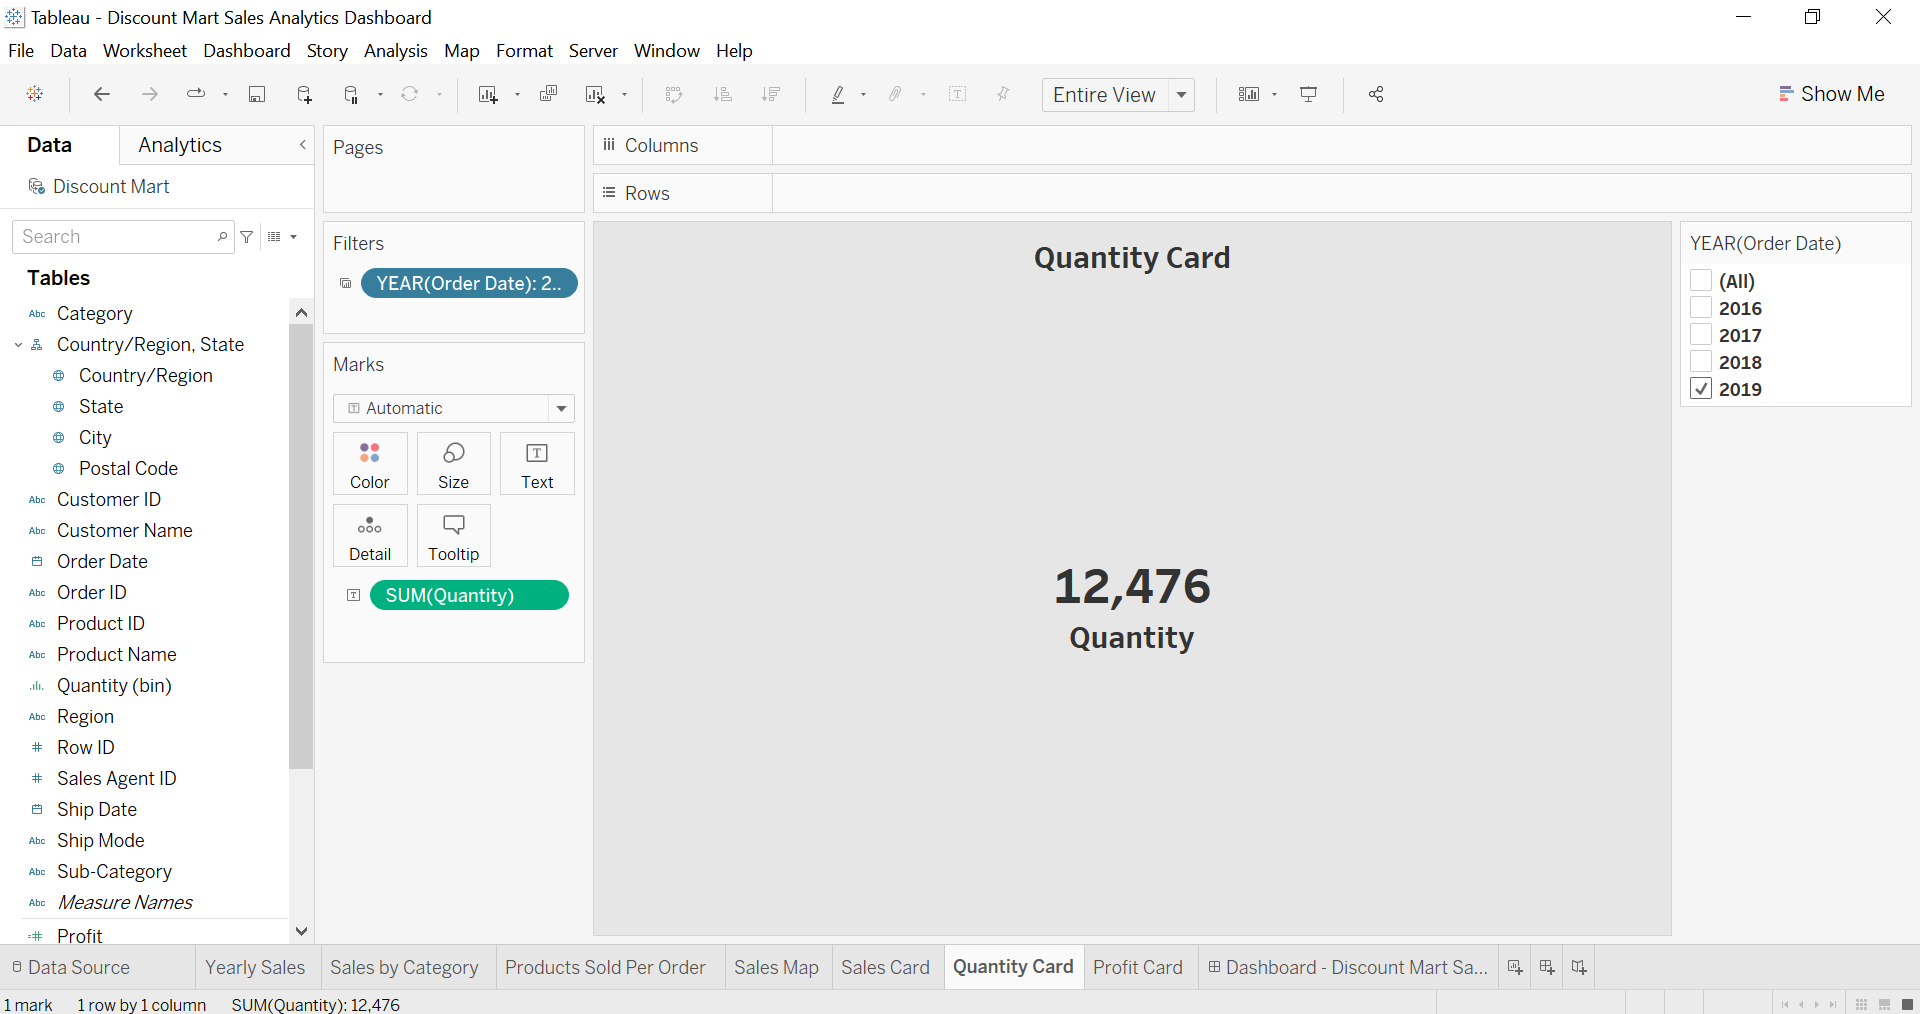 Tableau - Discount Mart Sales Analytics Dashboard
File Data Worksheet Dashboard Story Analysis Map Format Server Window Help
Entire View
Show Me
Data Analytics
Discount Mart
Search
Tables
Abc Category
Country/Region, State
Country/Region
State
City
Postal Code
Abc Customer ID
Abc Customer Name
Order Date
Abc Order ID
Abc Product ID
Abc Product Name
Quantity (bin)
Abc Region
# Row ID
# Sales Agent ID
Ship Date
Abc Ship Mode
Abc Sub-Category
Abc Measure Names
=# Profit
Pages
Filters
YEAR(Order Date): 2..
Marks
Automatic
Color Size Text
Detail Tooltip
SUM(Quantity)
Columns
Rows
Quantity Card
12,476
Quantity
YEAR(Order Date)
(All)
2016
2017
2018
2019
Data Source Yearly Sales Sales by Category Products Sold Per Order Sales Map Sales Card Quantity Card Profit Card Dashboard - Discount Mart Sa...
1 mark 1 row by 1 column SUM(Quantity): 12,476